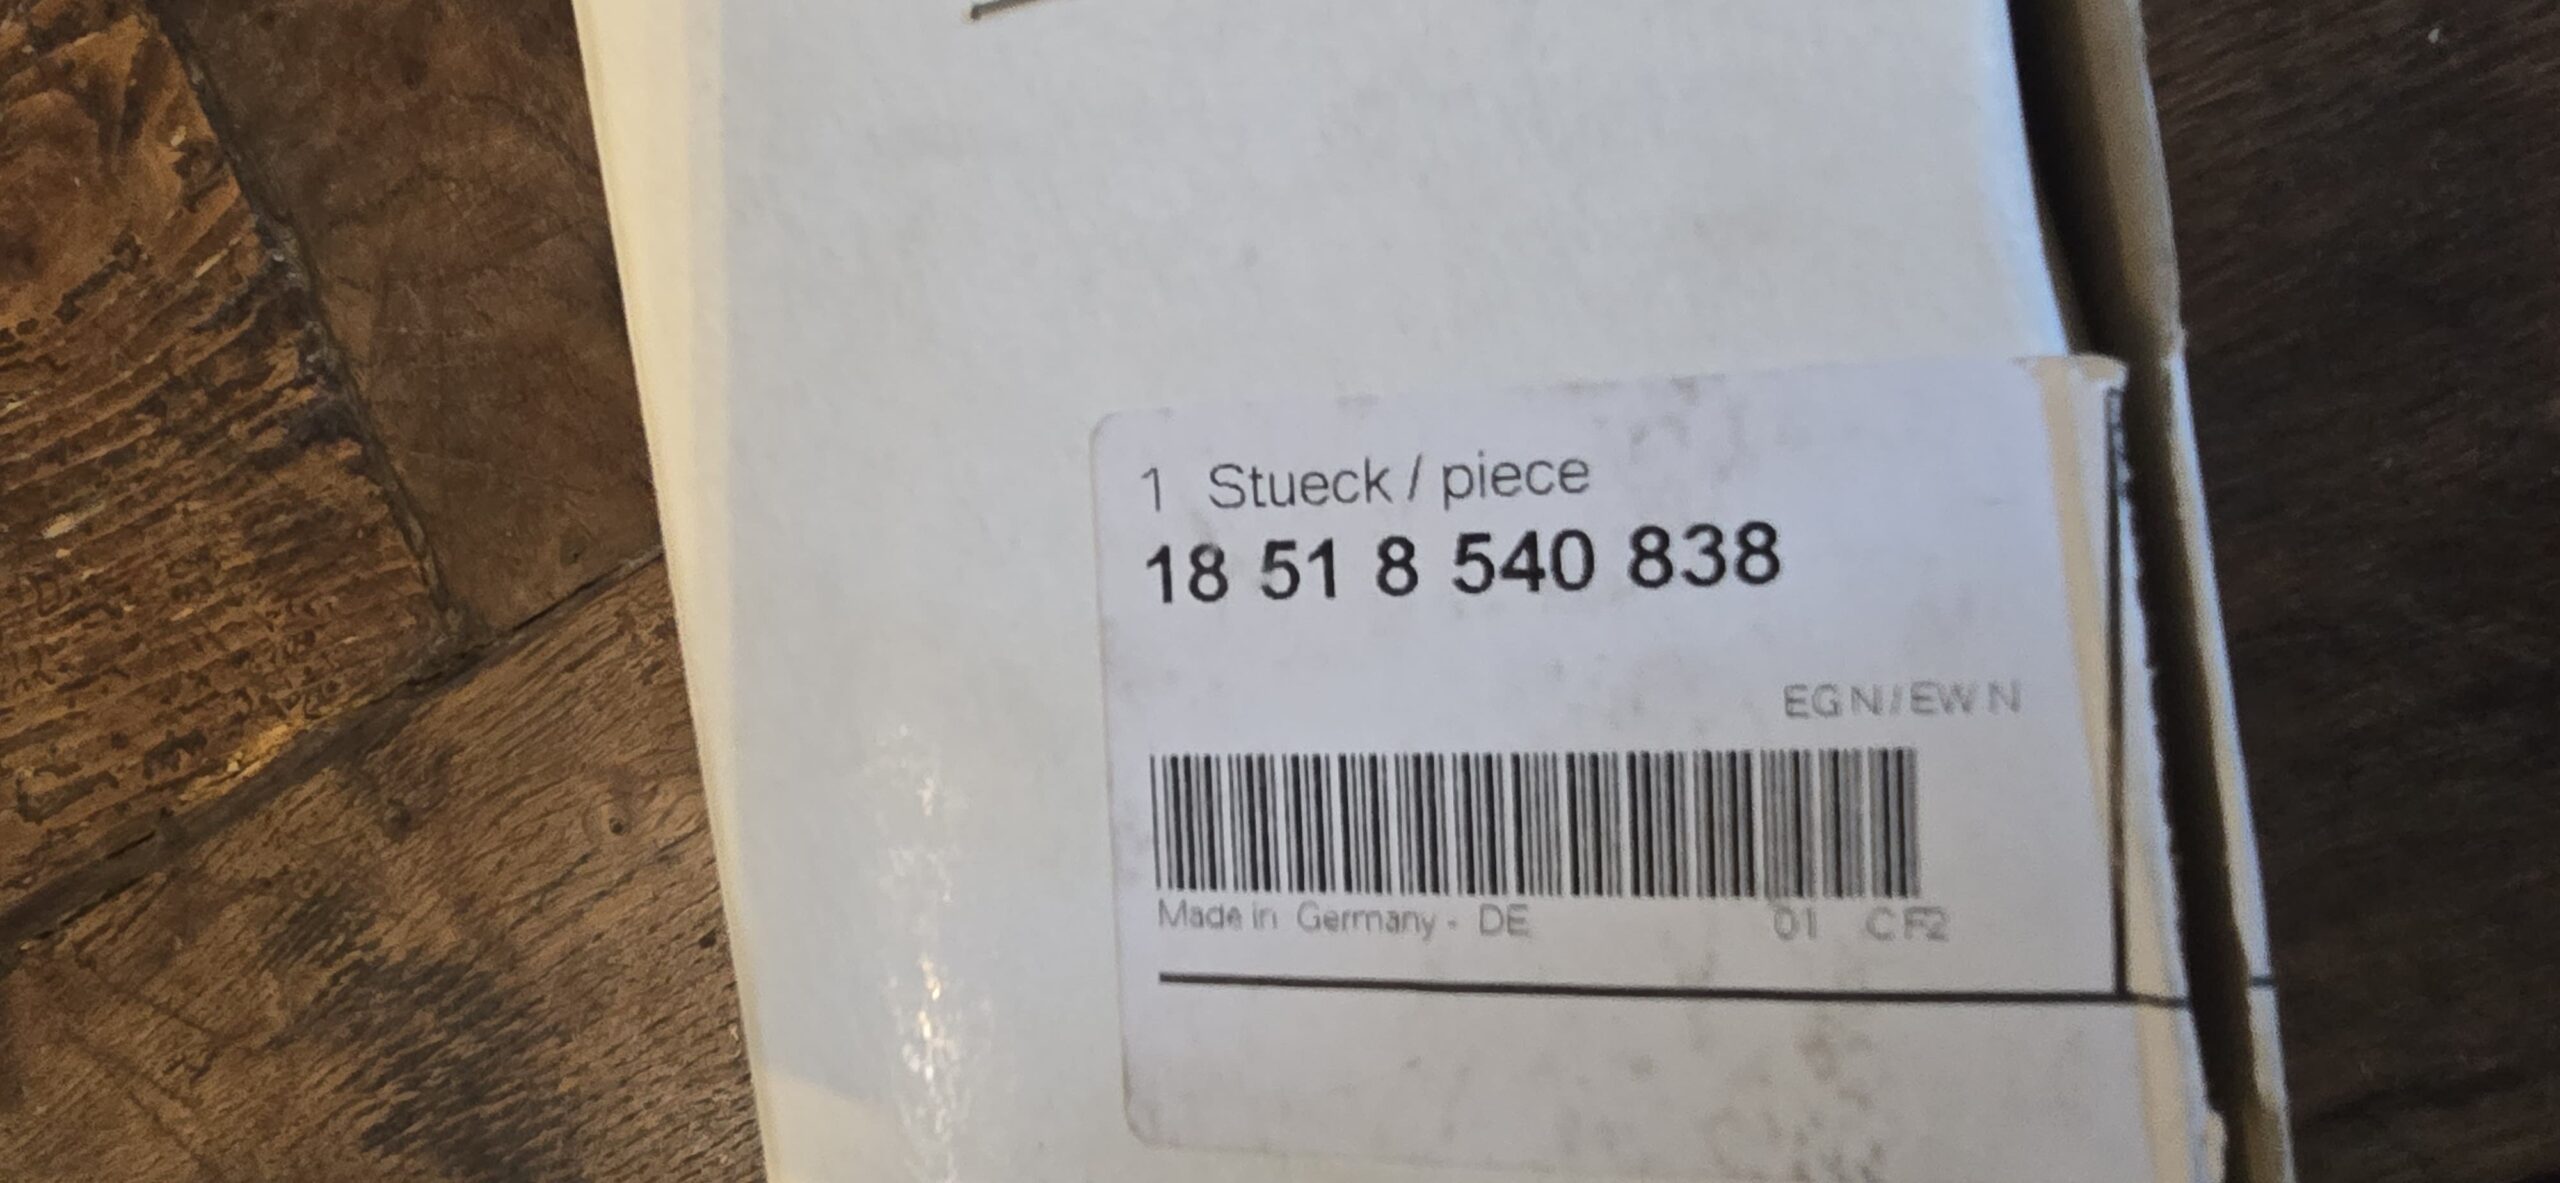 1 Stueck / piece
18 51 8 540 838
EGN/EWN
Made in Germany - DE 01 CF2